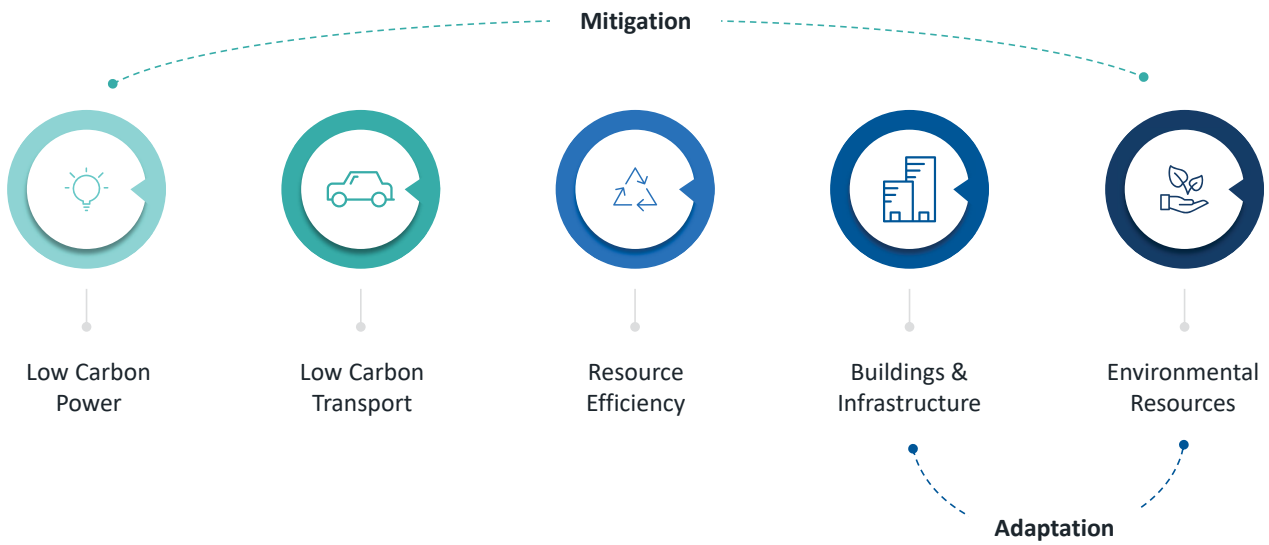 Mitigation
Low Carbon
Power
Low Carbon
Transport
Resource
Efficiency
Buildings &
Infrastructure
Environmental
Resources
Adaptation